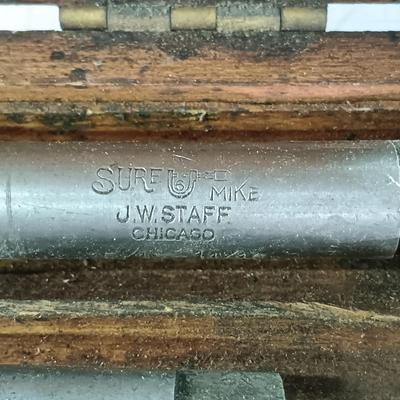 SURE MIKE
J.W. STAFF
CHICAGO